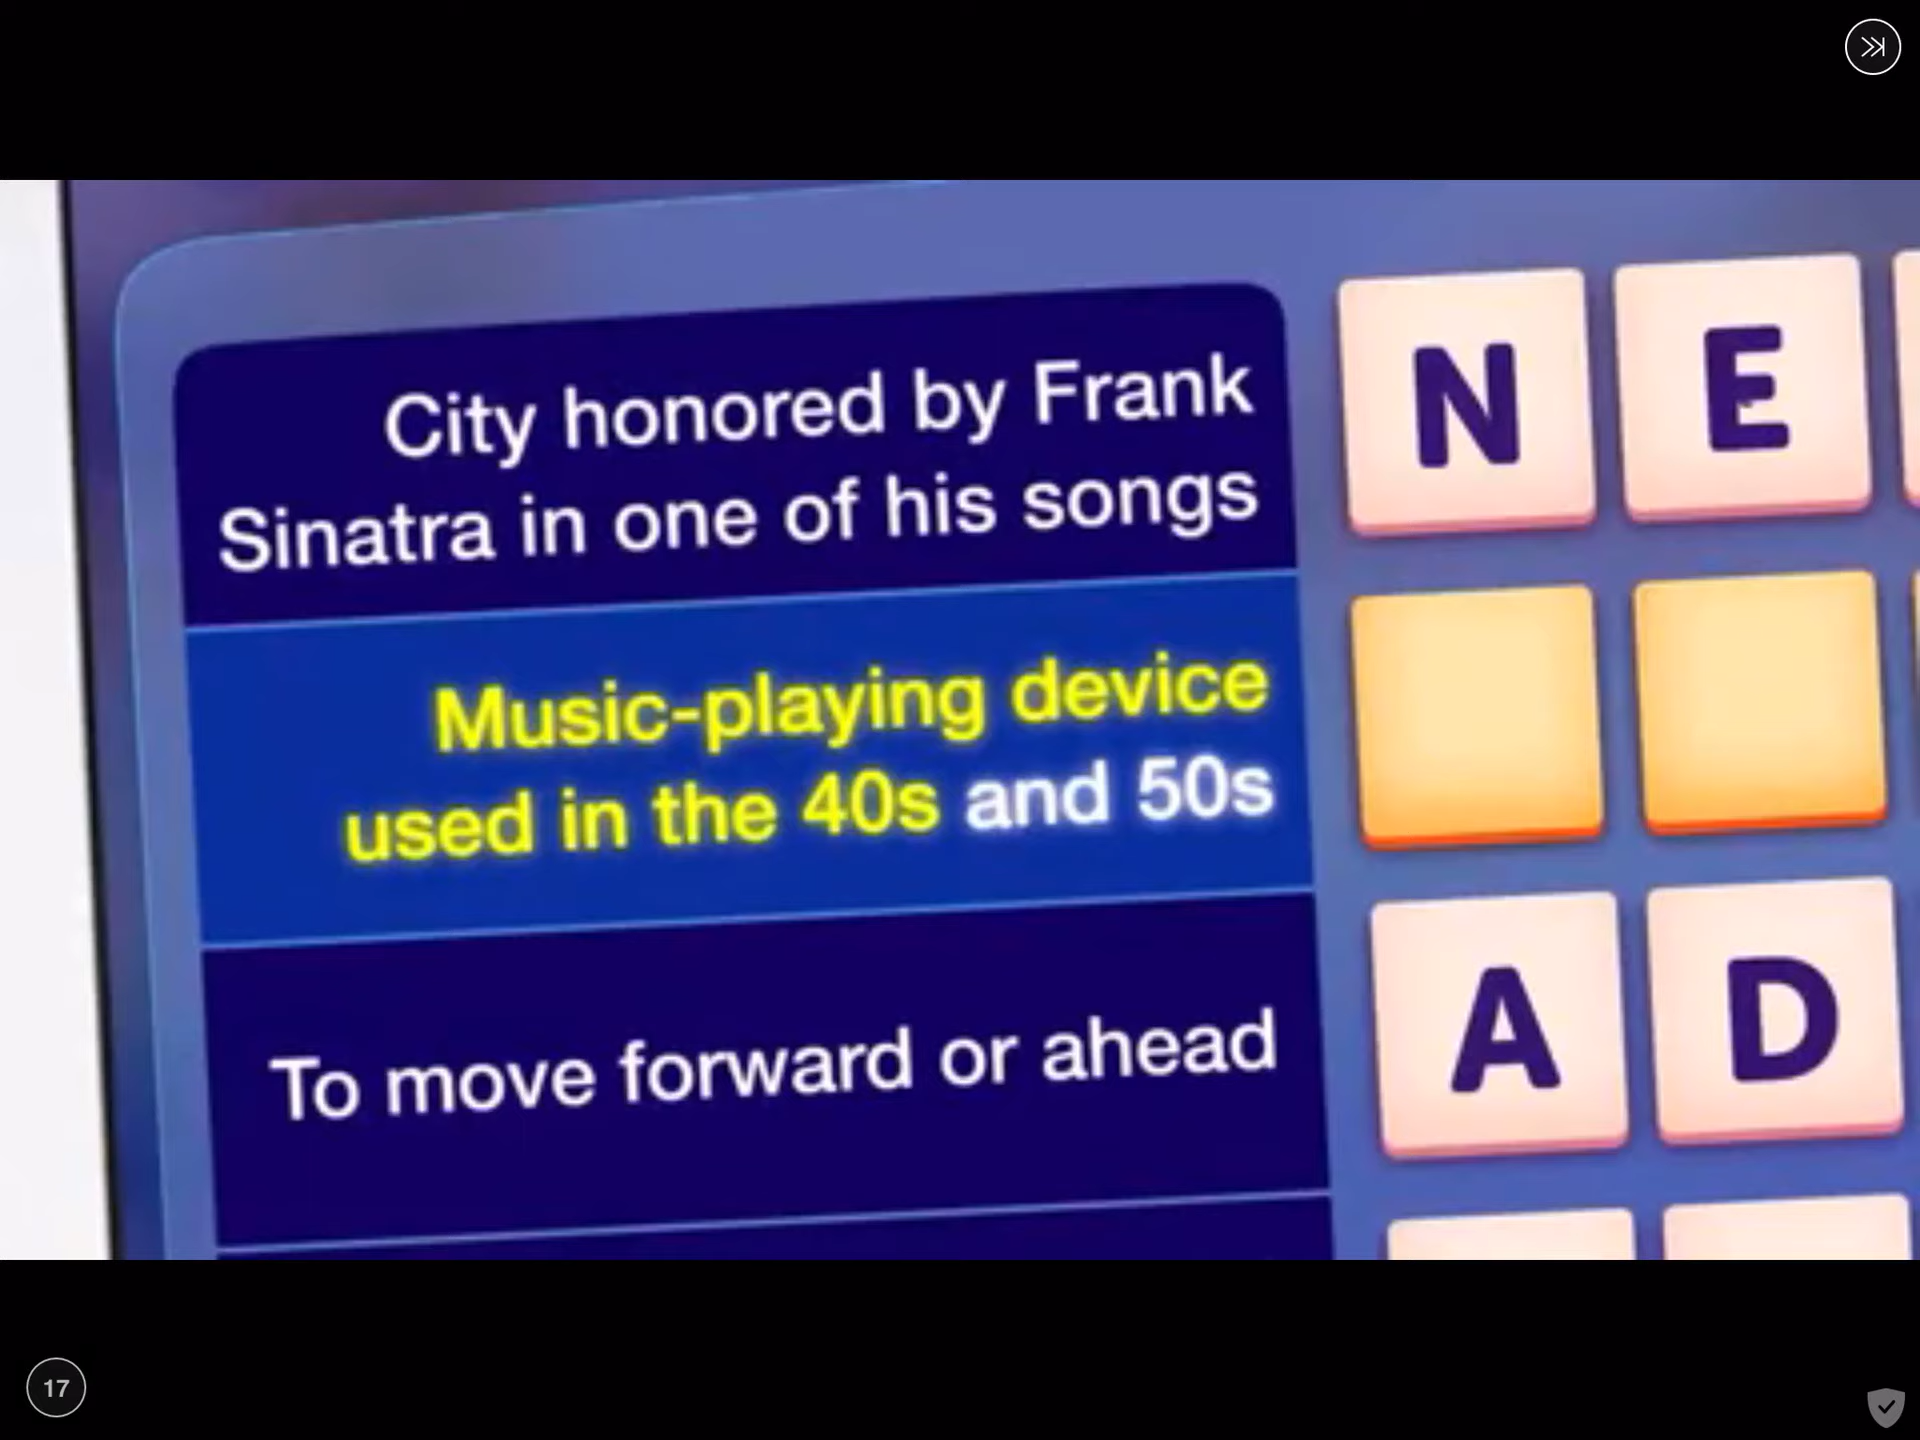 City honored by Frank
Sinatra in one of his songs
N E
Music-playing device
used in the 40s and 50s
To move forward or ahead
A D
17